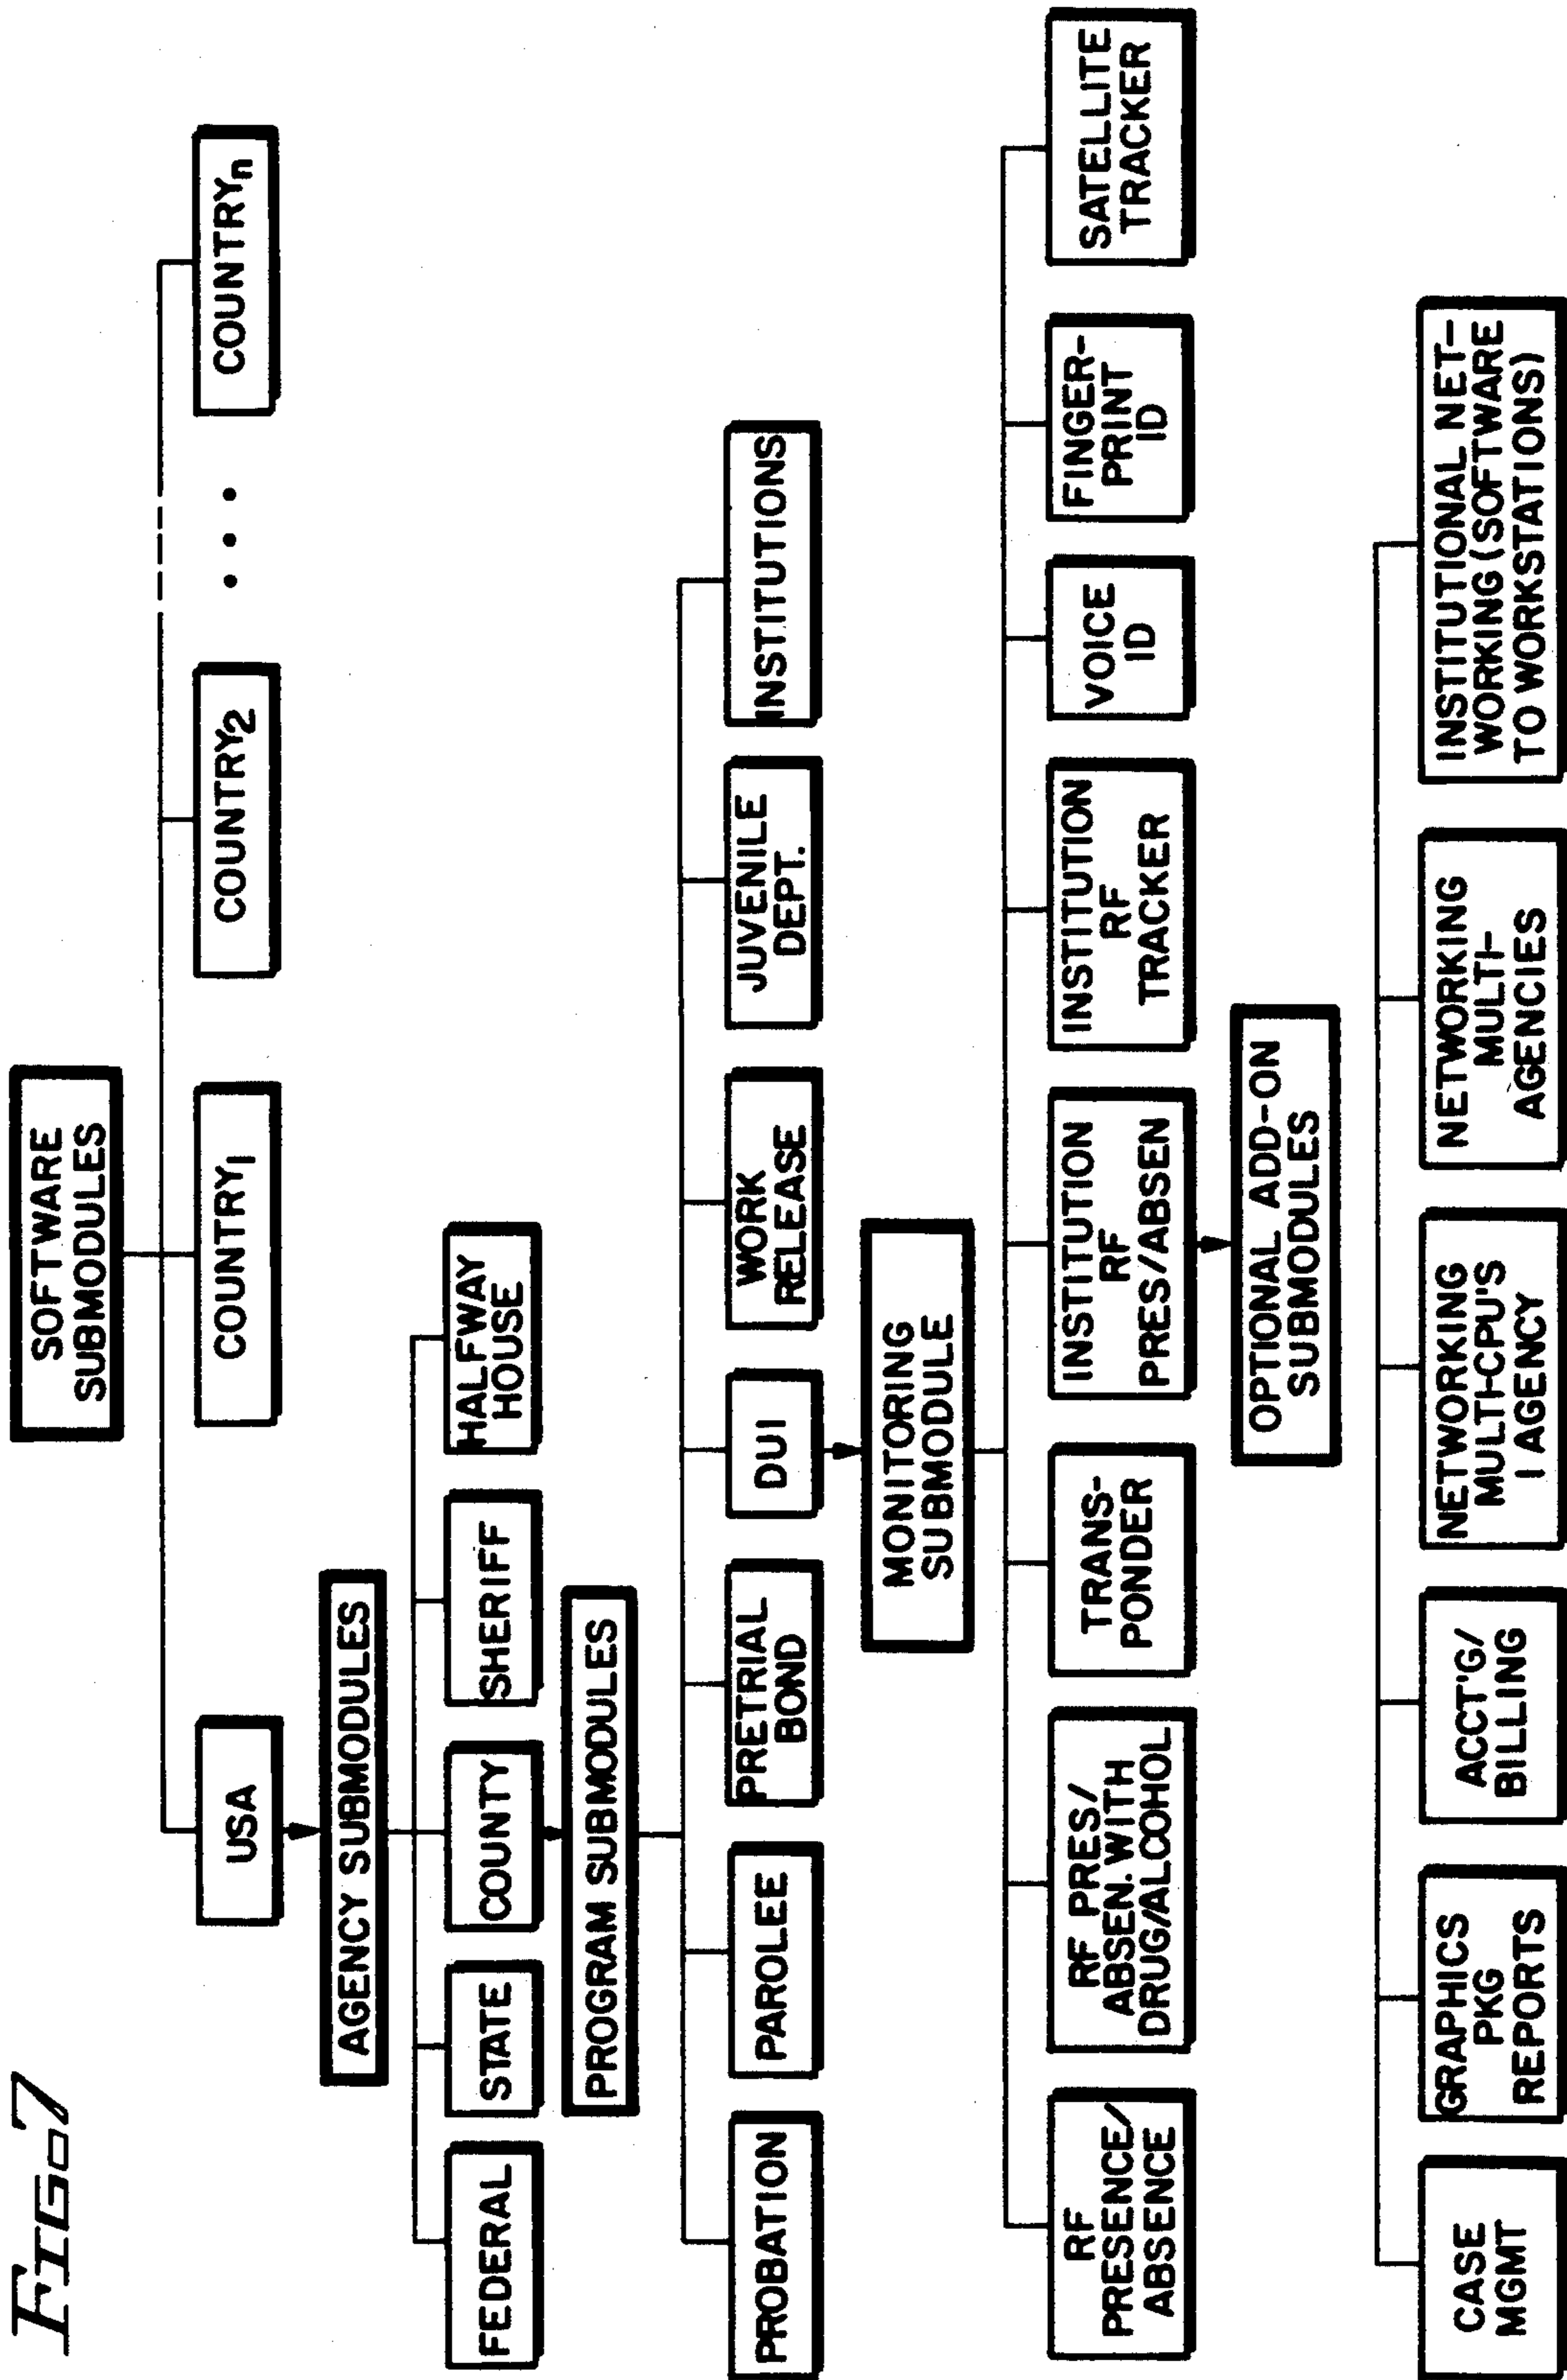 FIG. 7
SOFTWARE
SUBMODULES
USA
COUNTRY1
COUNTRY2
• • •
COUNTRYn
AGENCY SUBMODULES
FEDERAL
STATE
COUNTY
SHERIFF
HALFWAY
HOUSE
PROGRAM SUBMODULES
PROBATION
PAROLEE
PRETRIAL
BOND
DUI
WORK
RELEASE
JUVENILE
DEPT.
INSTITUTIONS
MONITORING
SUBMODULE
RF
PRESENCE/
ABSENCE
RF PRES/
ABSEN. WITH
DRUG/ALCOHOL
TRANS-
PONDER
INSTITUTION
RF
PRES/ABSEN
INSTITUTION
RF
TRACKER
VOICE
ID
FINGER-
PRINT
ID
SATELLITE
TRACKER
OPTIONAL ADD-ON
SUBMODULES
CASE
MGMT
GRAPHICS
PKG
REPORTS
ACCT'G/
BILLING
NETWORKING
MULTI-CPU'S
1 AGENCY
NETWORKING
MULTI-
AGENCIES
INSTITUTIONAL NET-
WORKING (SOFTWARE
TO WORKSTATIONS)